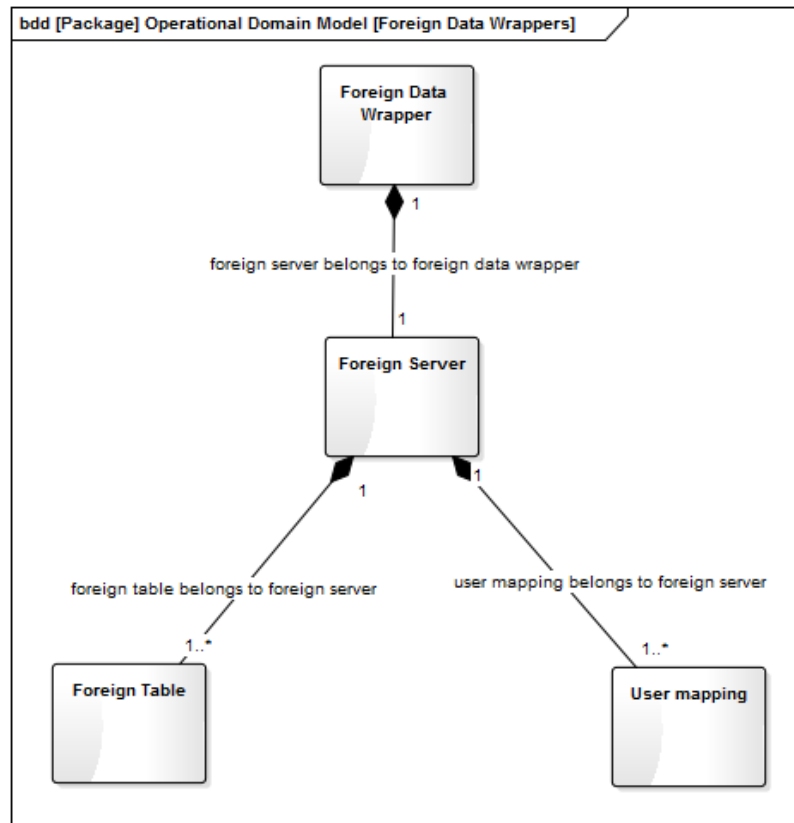 bdd [Package] Operational Domain Model [Foreign Data Wrappers]
Foreign Data
Wrapper
1
foreign server belongs to foreign data wrapper
1
Foreign Server
1
1
foreign table belongs to foreign server
user mapping belongs to foreign server
1..*
1..*
Foreign Table
User mapping